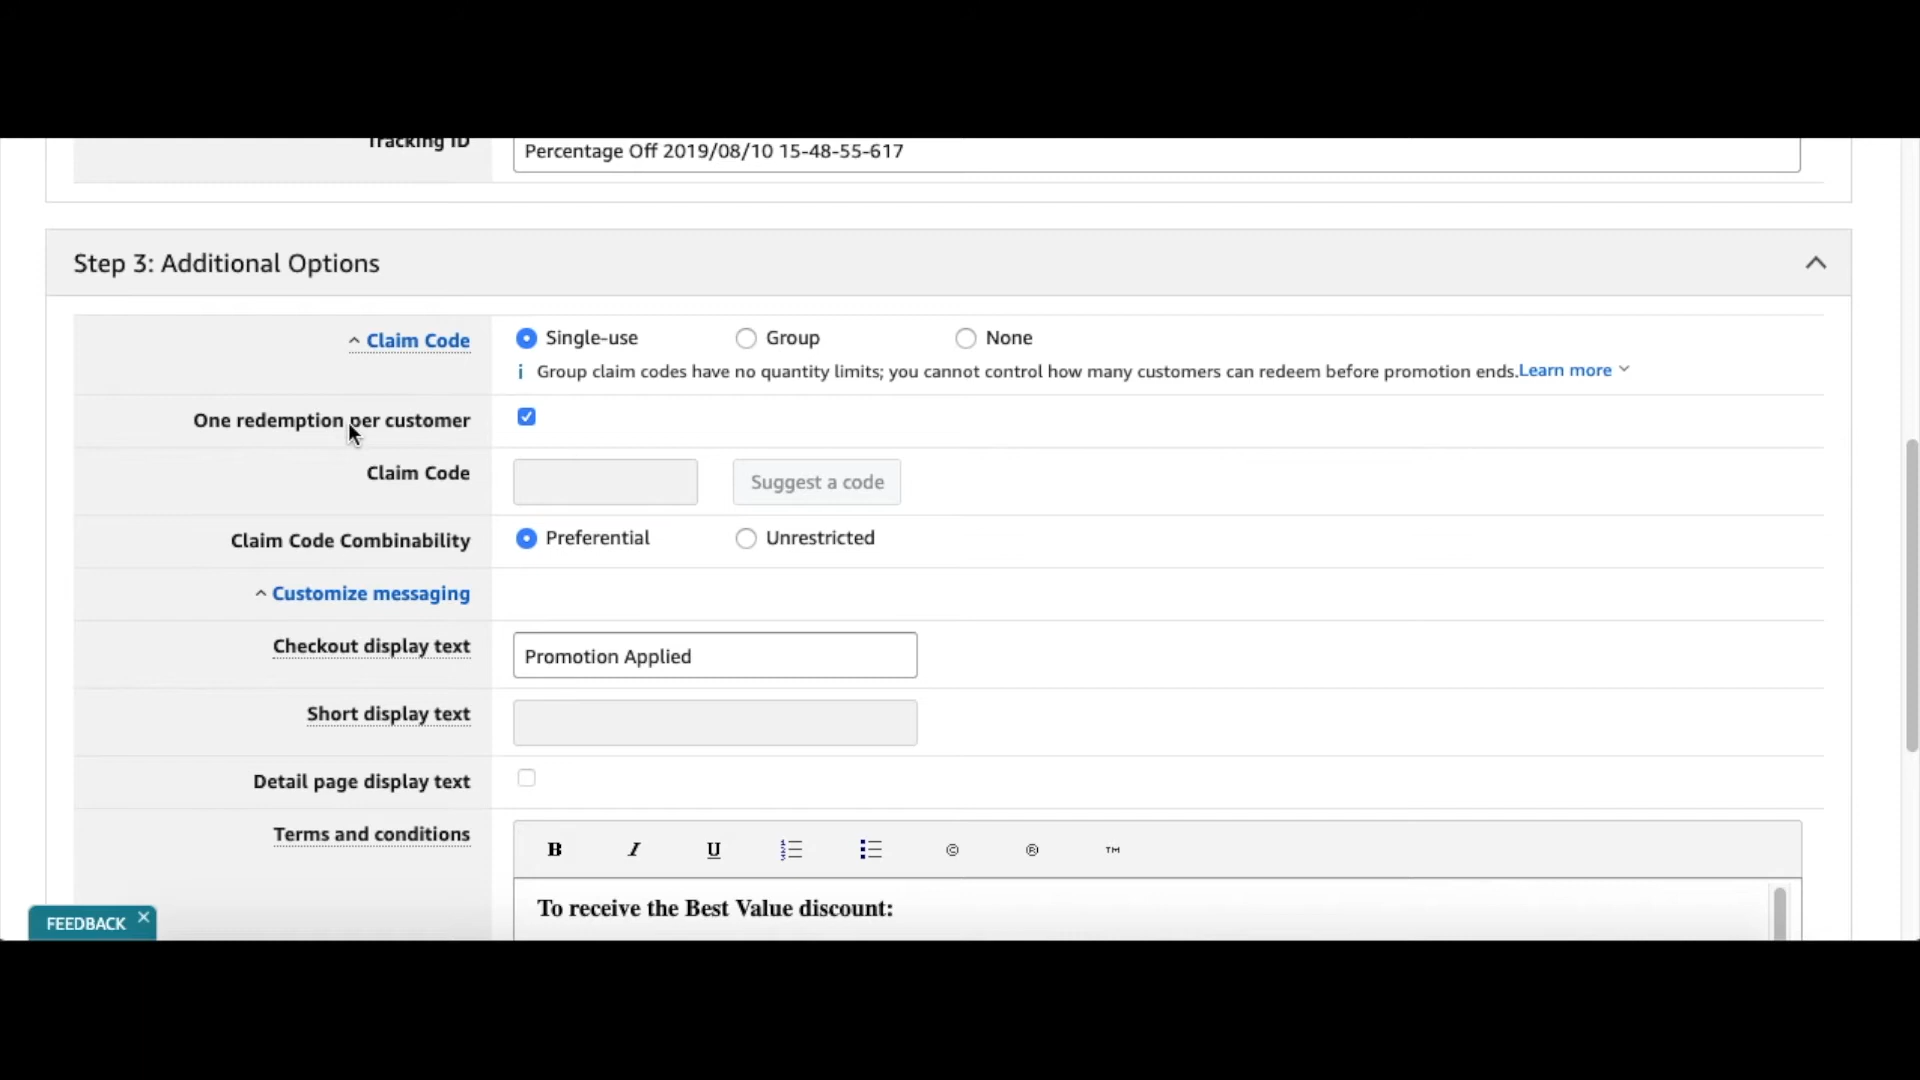 Tracking ID
Percentage Off 2019/08/10 15-48-55-617
Step 3: Additional Options
^ Claim Code
Single-use Group None
i Group claim codes have no quantity limits; you cannot control how many customers can redeem before promotion ends.Learn more
One redemption per customer
Claim Code
Suggest a code
Claim Code Combinability
Preferential Unrestricted
^ Customize messaging
Checkout display text
Promotion Applied
Short display text
Detail page display text
Terms and conditions
B I U © ® TM
To receive the Best Value discount:
FEEDBACK ×